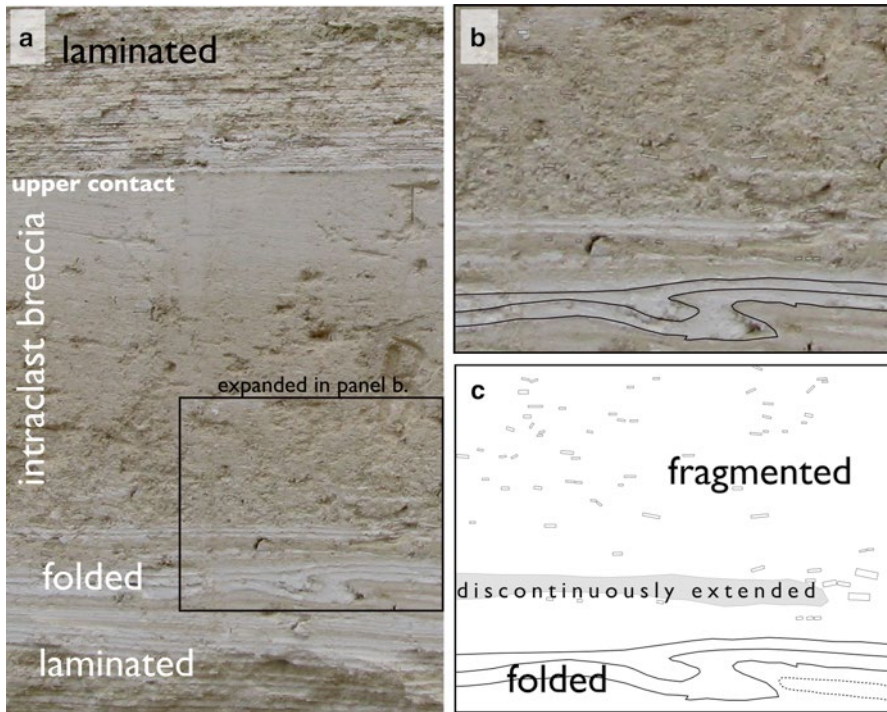 a
laminated
upper contact
intraclast breccia
expanded in panel b.
folded
laminated
b
c
fragmented
discontinuously extended
folded